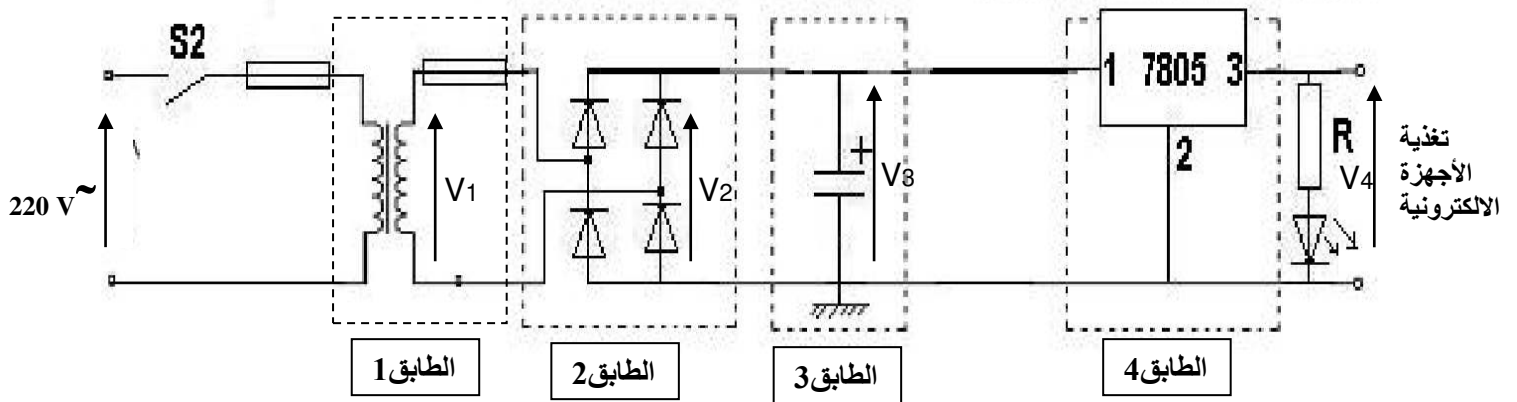 S2
220 V~
V1
V2
+
V3
1 7805 3
2
R
V4
تغذية
الأجهزة
الالكترونية
الطابق1
الطابق2
الطابق3
الطابق4